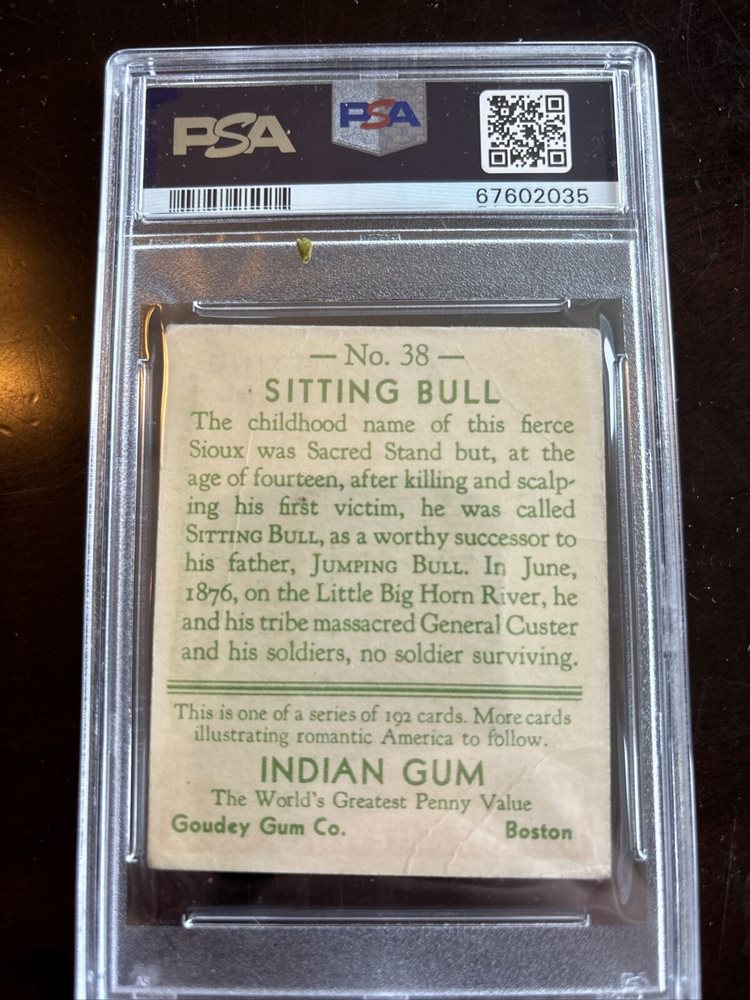 PSA
PSA
67602035
— No. 38 —
SITTING BULL
The childhood name of this fierce
Sioux was Sacred Stand but, at the
age of fourteen, after killing and scalp-
ing his first victim, he was called
SITTING BULL, as a worthy successor to
his father, JUMPING BULL. In June,
1876, on the Little Big Horn River, he
and his tribe massacred General Custer
and his soldiers, no soldier surviving.
This is one of a series of 192 cards. More cards
illustrating romantic America to follow.
INDIAN GUM
The World's Greatest Penny Value
Goudey Gum Co. Boston